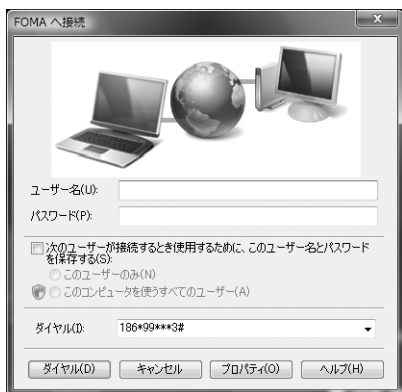 FOMA へ接続
ユーザー名(U):
パスワード(P):
次のユーザーが接続するとき使用するために、このユーザー名とパスワード
を保存する(S):
このユーザーのみ(N)
このコンピュータを使うすべてのユーザー(A)
ダイヤル(I): 186*99***3#
ダイヤル(D) キャンセル プロパティ(O) ヘルプ(H)